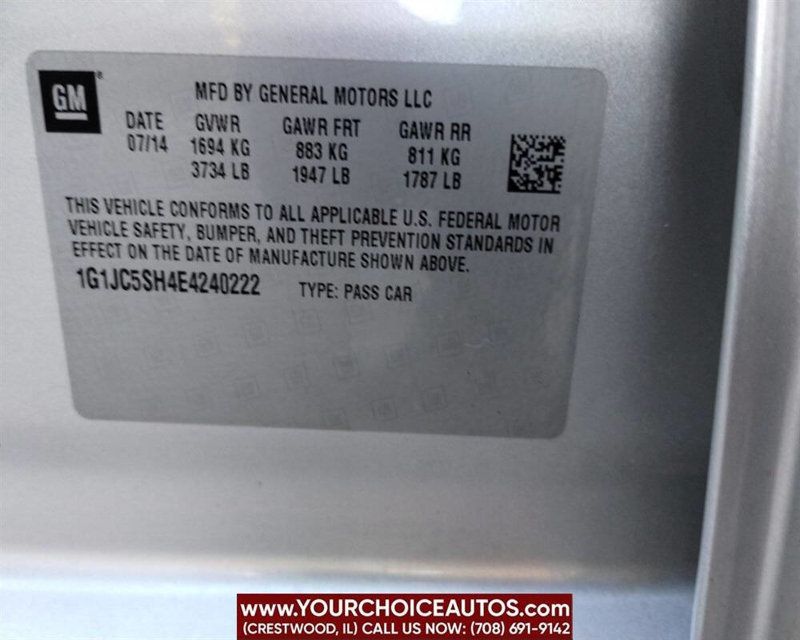 GM®
MFD BY GENERAL MOTORS LLC
DATE GVWR GAWR FRT GAWR RR
07/14 1694 KG 883 KG 811 KG
3734 LB 1947 LB 1787 LB
THIS VEHICLE CONFORMS TO ALL APPLICABLE U.S. FEDERAL MOTOR
VEHICLE SAFETY, BUMPER, AND THEFT PREVENTION STANDARDS IN
EFFECT ON THE DATE OF MANUFACTURE SHOWN ABOVE.
1G1JC5SH4E4240222 TYPE: PASS CAR
www.YOURCHOICEAUTOS.com
(CRESTWOOD, IL) CALL US NOW: (708) 691-9142